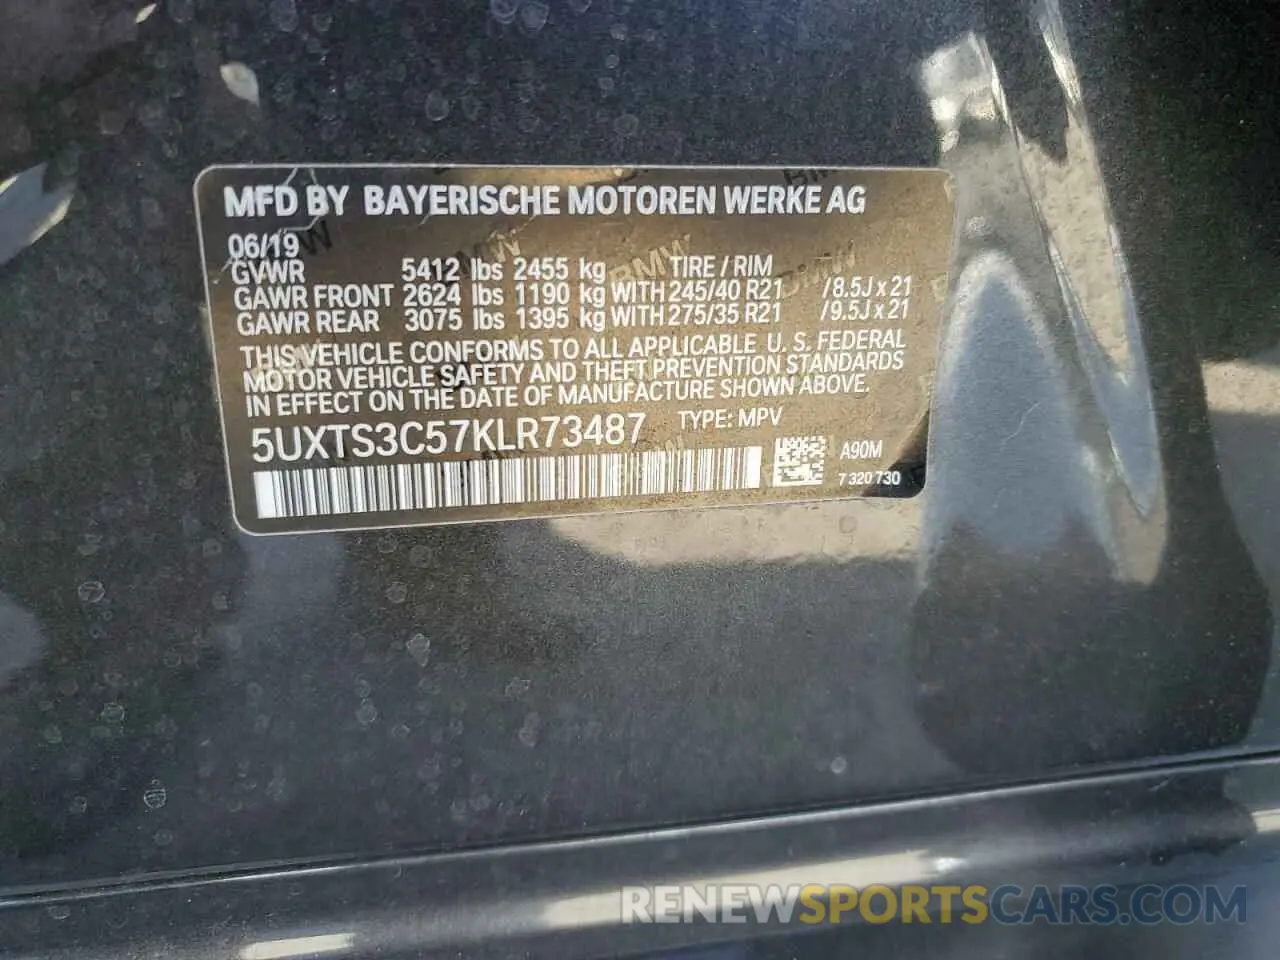 MFD BY BAYERISCHE MOTOREN WERKE AG
06/19
GVWR 5412 lbs 2455 kg TIRE / RIM
GAWR FRONT 2624 lbs 1190 kg WITH 245/40 R21 /8.5J x 21
GAWR REAR 3075 lbs 1395 kg WITH 275/35 R21 /9.5J x 21
THIS VEHICLE CONFORMS TO ALL APPLICABLE U. S. FEDERAL
MOTOR VEHICLE SAFETY AND THEFT PREVENTION STANDARDS
IN EFFECT ON THE DATE OF MANUFACTURE SHOWN ABOVE.
5UXTS3C57KLR73487 TYPE: MPV
A90M
7 320 730
RENEWSPORTSCARS.COM